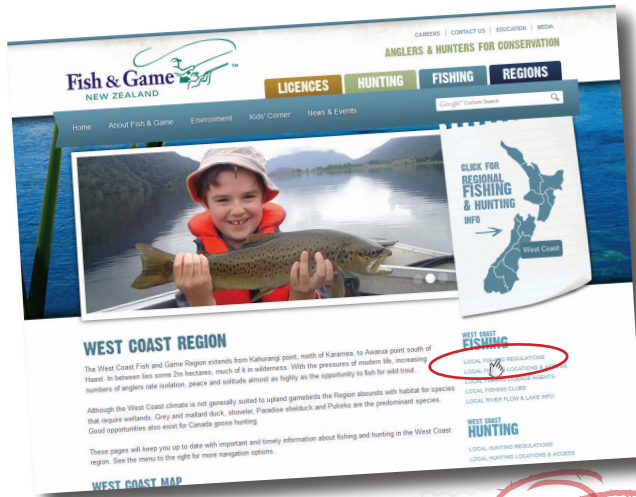 CAREERS | CONTACT US | EDUCATION | MEDIA
ANGLERS & HUNTERS FOR CONSERVATION
Fish & Game™
NEW ZEALAND
LICENCES HUNTING FISHING REGIONS
Home About Fish & Game Environment Kids' Corner News & Events Google™ Custom Search
CLICK FOR
REGIONAL
FISHING
& HUNTING
INFO
West Coast
WEST COAST REGION
The West Coast Fish and Game Region extends from Kahurangi point, north of Karamea, to Awarua point south of
Haast. In between lies some 2m hectares, much of it in wilderness. With the pressures of modern life, increasing
numbers of anglers rate isolation, peace and solitude almost as highly as the opportunity to fish for wild trout.
Although the West Coast climate is not generally suited to upland gamebirds the Region abounds with habitat for species
that require wetlands. Grey and mallard duck, shoveler, Paradise shelduck and Pukeko are the predominant species.
Good opportunities also exist for Canada goose hunting.
These pages will keep you up to date with important and timely information about fishing and hunting in the West Coast
region. See the menu to the right for more navigation options.
WEST COAST MAP
WEST COAST
FISHING
LOCAL FISHING REGULATIONS
LOCAL LOCATIONS &
LOCAL FISHING LICENCE AGENTS
LOCAL FISHING CLUBS
LOCAL RIVER FLOW & LAKE INFO
WEST COAST
HUNTING
LOCAL HUNTING REGULATIONS
LOCAL HUNTING LOCATIONS & ACCESS